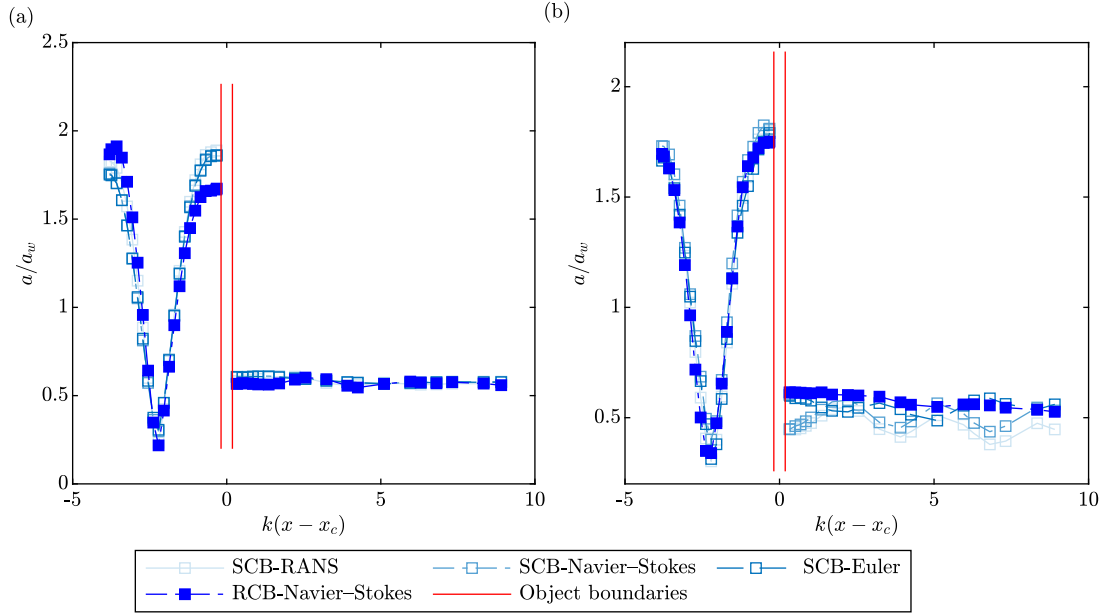 (a)
(b)
2.5
2
1.5
1
0.5
0
-5
0
5
10
a/a_w
k(x − x_c)
2
1.5
1
0.5
-5
0
5
10
a/a_w
k(x − x_c)
SCB-RANS
SCB-Navier–Stokes
SCB-Euler
RCB-Navier–Stokes
Object boundaries